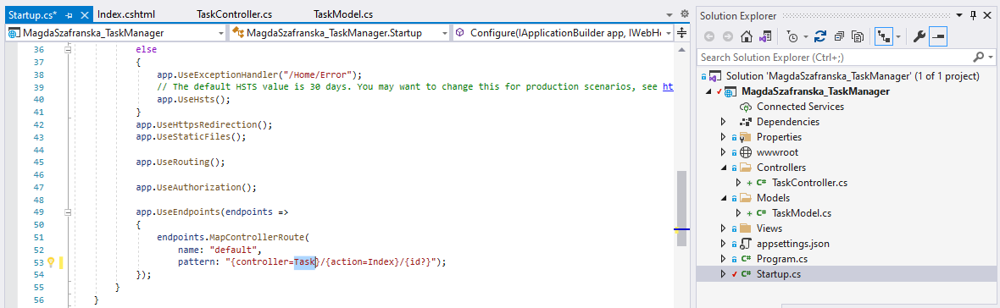 Startup.cs*
Index.cshtml
TaskController.cs
TaskModel.cs
MagdaSzafranska_TaskManager
MagdaSzafranska_TaskManager.Startup
Configure(IApplicationBuilder app, IWebHo
36 else
37 {
38 app.UseExceptionHandler("/Home/Error");
39 // The default HSTS value is 30 days. You may want to change this for production scenarios, see ht
40 app.UseHsts();
41 }
42 app.UseHttpsRedirection();
43 app.UseStaticFiles();
44
45 app.UseRouting();
46
47 app.UseAuthorization();
48
49 app.UseEndpoints(endpoints =>
50 {
51 endpoints.MapControllerRoute(
52 name: "default",
53 pattern: "{controller=Task}/{action=Index}/{id?}");
54 });
55 }
56 }
Solution Explorer
Search Solution Explorer (Ctrl+;)
Solution 'MagdaSzafranska_TaskManager' (1 of 1 project)
MagdaSzafranska_TaskManager
Connected Services
Dependencies
Properties
wwwroot
Controllers
C# TaskController.cs
Models
C# TaskModel.cs
Views
appsettings.json
C# Program.cs
C# Startup.cs